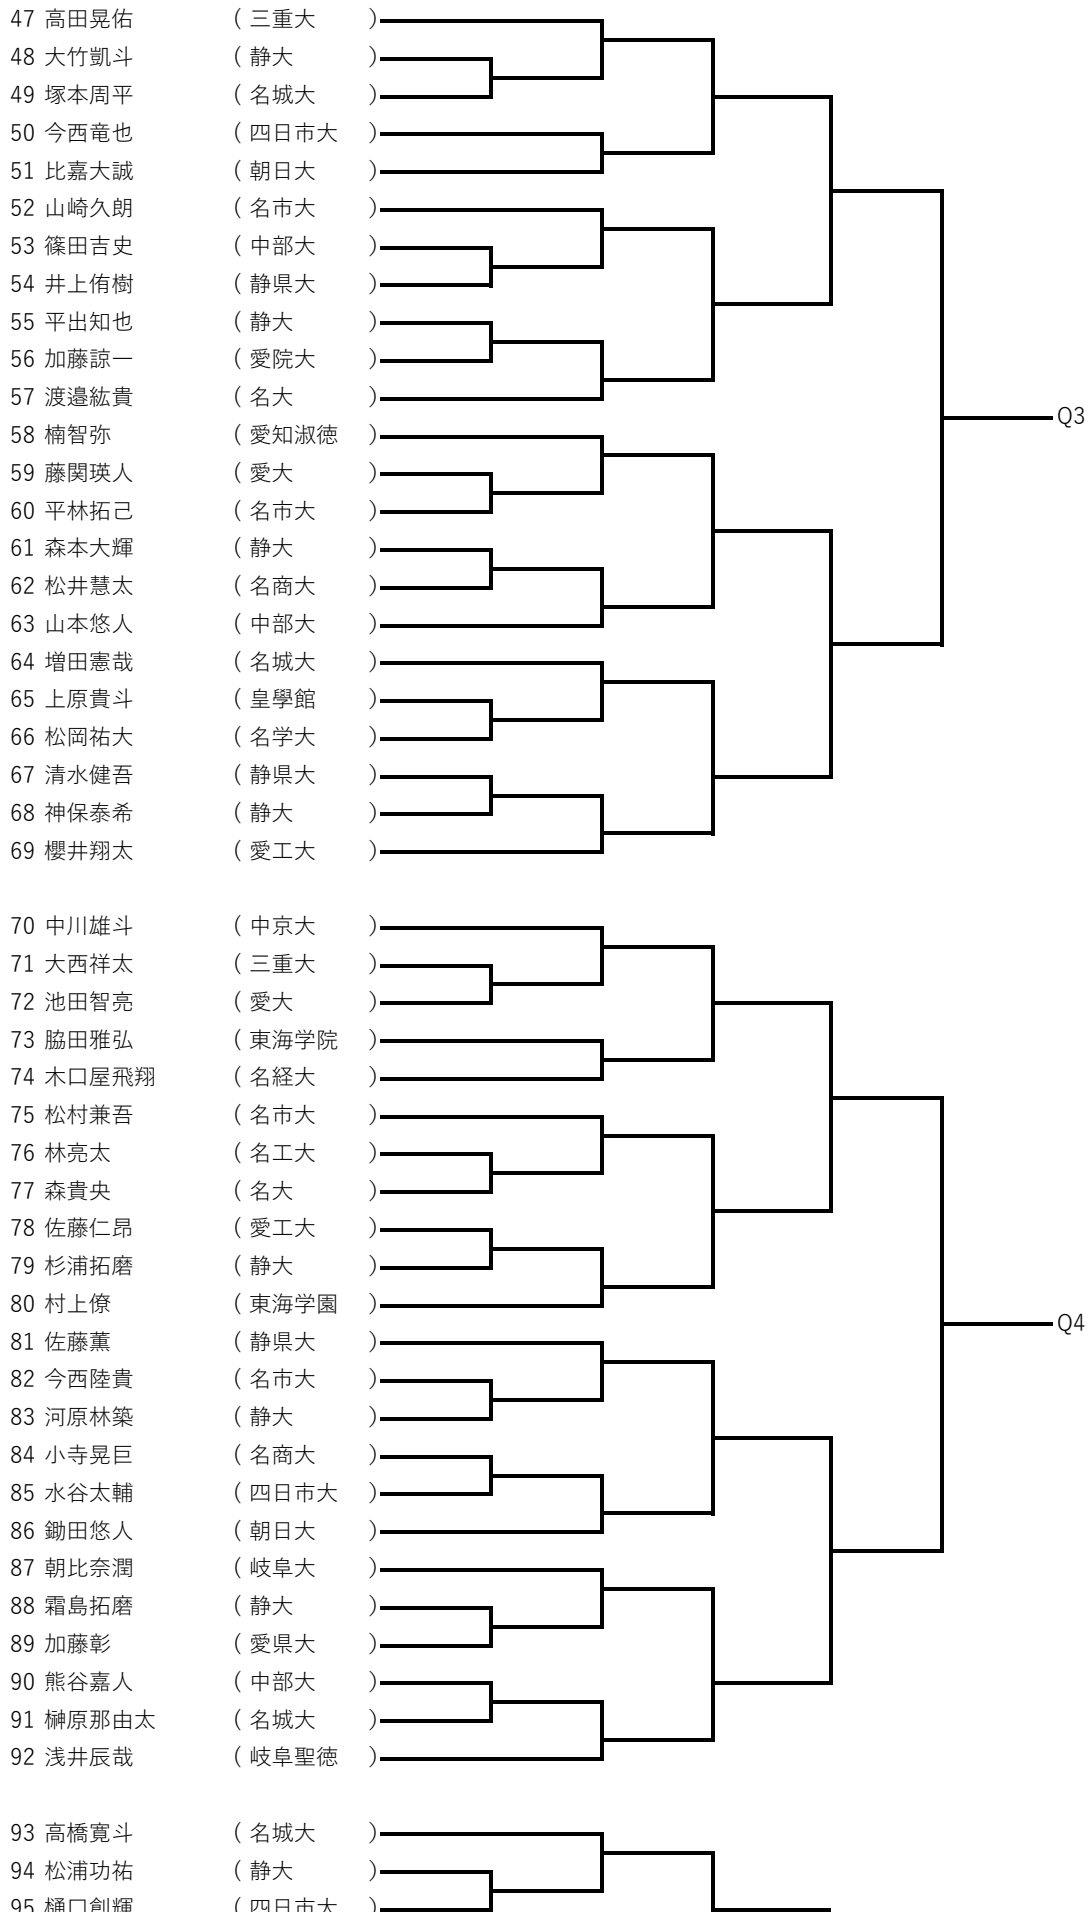 47 高田晃佑 ( 三重大 )
48 大竹凱斗 ( 静大 )
49 塚本周平 ( 名城大 )
50 今西竜也 ( 四日市大 )
51 比嘉大誠 ( 朝日大 )
52 山崎久朗 ( 名市大 )
53 篠田吉史 ( 中部大 )
54 井上侑樹 ( 静県大 )
55 平出知也 ( 静大 )
56 加藤諒一 ( 愛院大 )
57 渡邉紘貴 ( 名大 )
Q3
58 楠智弥 ( 愛知淑徳 )
59 藤関瑛人 ( 愛大 )
60 平林拓己 ( 名市大 )
61 森本大輝 ( 静大 )
62 松井慧太 ( 名商大 )
63 山本悠人 ( 中部大 )
64 増田憲哉 ( 名城大 )
65 上原貴斗 ( 皇學館 )
66 松岡祐大 ( 名学大 )
67 清水健吾 ( 静県大 )
68 神保泰希 ( 静大 )
69 櫻井翔太 ( 愛工大 )
70 中川雄斗 ( 中京大 )
71 大西祥太 ( 三重大 )
72 池田智亮 ( 愛大 )
73 脇田雅弘 ( 東海学院 )
74 木口屋飛翔 ( 名経大 )
75 松村兼吾 ( 名市大 )
76 林亮太 ( 名工大 )
77 森貴央 ( 名大 )
78 佐藤仁昂 ( 愛工大 )
79 杉浦拓磨 ( 静大 )
80 村上僚 ( 東海学園 )
Q4
81 佐藤薫 ( 静県大 )
82 今西陸貴 ( 名市大 )
83 河原林築 ( 静大 )
84 小寺晃巨 ( 名商大 )
85 水谷太輔 ( 四日市大 )
86 鋤田悠人 ( 朝日大 )
87 朝比奈潤 ( 岐阜大 )
88 霜島拓磨 ( 静大 )
89 加藤彰 ( 愛県大 )
90 熊谷嘉人 ( 中部大 )
91 榊原那由太 ( 名城大 )
92 浅井辰哉 ( 岐阜聖徳 )
93 高橋寛斗 ( 名城大 )
94 松浦功祐 ( 静大 )
95 樋口創輝 ( 四日市大 )